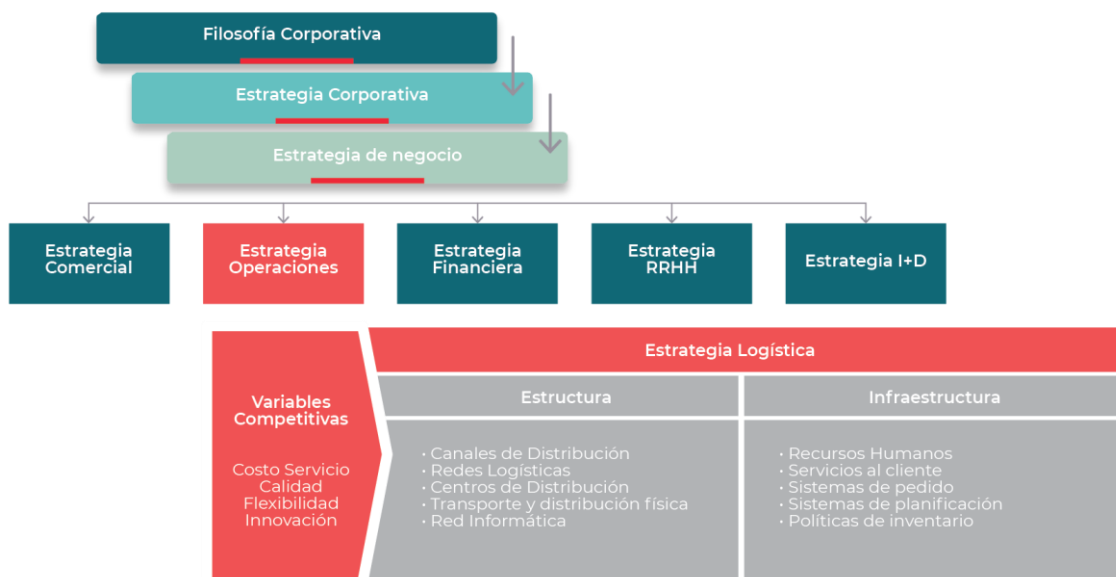 Filosofía Corporativa
Estrategia Corporativa
Estrategia de negocio
Estrategia
Comercial
Estrategia
Operaciones
Estrategia
Financiera
Estrategia
RRHH
Estrategia I+D
Variables
Competitivas
Costo Servicio
Calidad
Flexibilidad
Innovación
Estrategia Logística
Estructura
• Canales de Distribución
• Redes Logísticas
• Centros de Distribución
• Transporte y distribución física
• Red Informática
Infraestructura
• Recursos Humanos
• Servicios al cliente
• Sistemas de pedido
• Sistemas de planificación
• Políticas de inventario